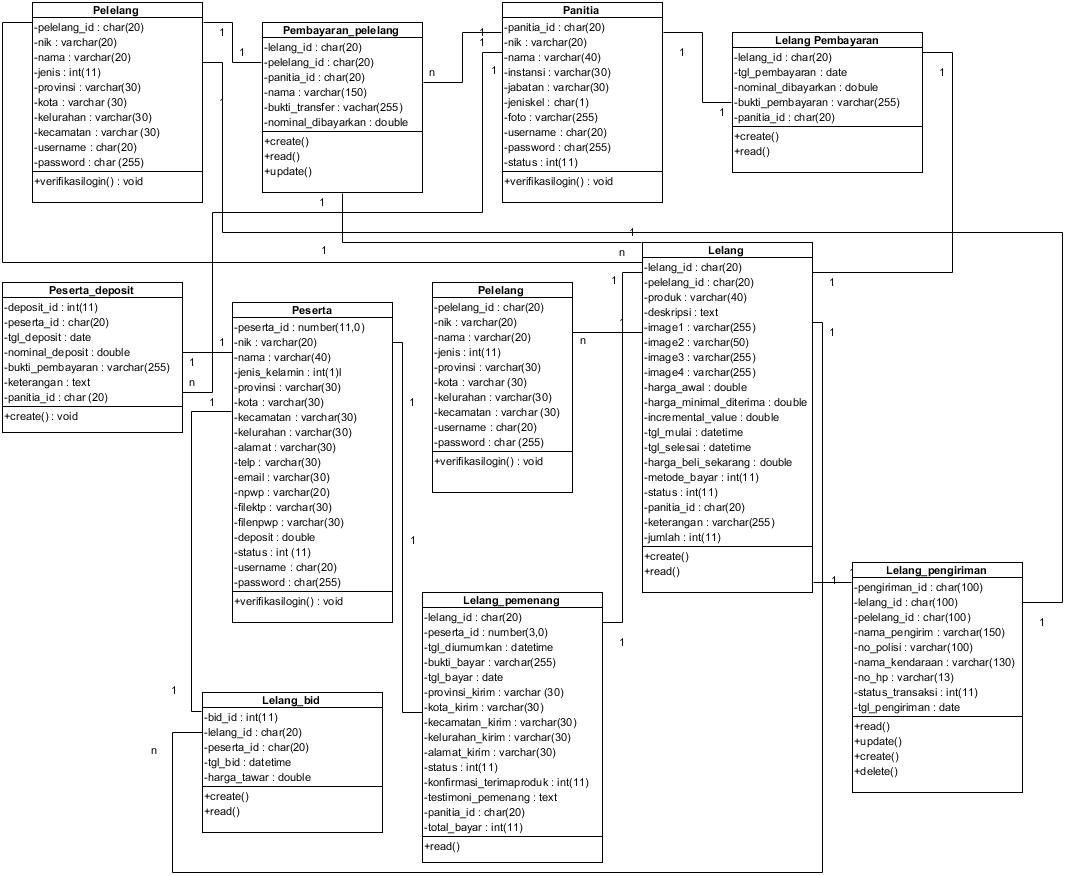 Pelelang
-pelelang_id : char(20)
-nik : varchar(20)
-nama : varchar(20)
-jenis : int(11)
-provinsi : varchar(30)
-kota : varchar (30)
-kelurahan : varchar(30)
-kecamatan : varchar (30)
-username : char(20)
-password : char (255)
+verifikasilogin() : void
1
1
1
Pembayaran_pelelang
-lelang_id : char(20)
-pelelang_id : char(20)
-panitia_id : char(20)
-nama : varchar(150)
-bukti_transfer : vachar(255)
-nominal_dibayarkan : double
+create()
+read()
+update()
n
1
1
1
Panitia
-panitia_id : char(20)
-nik : varchar(20)
-nama : varchar(40)
-instansi : varchar(30)
-jabatan : varchar(30)
-jeniskel : char(1)
-foto : varchar(255)
-username : char(20)
-password : char(255)
-status : int(11)
+verifikasilogin() : void
1
1
Lelang Pembayaran
-lelang_id : char(20)
-tgl_pembayaran : date
-nominal_dibayarkan : dobule
-bukti_pembayaran : varchar(255)
-panitia_id : char(20)
+create()
+read()
1
1
1
1
n
Peserta_deposit
-deposit_id : int(11)
-peserta_id : char(20)
-tgl_deposit : date
-nominal_deposit : double
-bukti_pembayaran : varchar(255)
-keterangan : text
-panitia_id : char (20)
+create() : void
1
1
n
1
Peserta
-peserta_id : number(11,0)
-nik : varchar(20)
-nama : varchar(40)
-jenis_kelamin : int(1)l
-provinsi : varchar(30)
-kota : varchar(30)
-kecamatan : varchar(30)
-kelurahan : varchar(30)
-alamat : varchar(30)
-telp : varchar(30)
-email : varchar(30)
-npwp : varchar(20)
-filektp : varchar(30)
-filenpwp : varchar(30)
-deposit : double
-status : int (11)
-username : char(20)
-password : char(255)
+verifikasilogin() : void
1
1
Pelelang
-pelelang_id : char(20)
-nik : varchar(20)
-nama : varchar(20)
-jenis : int(11)
-provinsi : varchar(30)
-kota : varchar (30)
-kelurahan : varchar(30)
-kecamatan : varchar (30)
-username : char(20)
-password : char (255)
+verifikasilogin() : void
n
1
1
Lelang
-lelang_id : char(20)
-pelelang_id : char(20)
-produk : varchar(40)
-deskripsi : text
-image1 : varchar(255)
-image2 : varchar(50)
-image3 : varchar(255)
-image4 : varchar(255)
-harga_awal : double
-harga_minimal_diterima : double
-incremental_value : double
-tgl_mulai : datetime
-tgl_selesai : datetime
-harga_beli_sekarang : double
-metode_bayar : int(11)
-status : int(11)
-panitia_id : char(20)
-keterangan : varchar(255)
-jumlah : int(11)
+create()
+read()
1
1
1
1
Lelang_pengiriman
-pengiriman_id : char(100)
-lelang_id : char(100)
-pelelang_id : char(100)
-nama_pengirim : varchar(150)
-no_polisi : varchar(100)
-nama_kendaraan : varchar(130)
-no_hp : varchar(13)
-status_transaksi : int(11)
-tgl_pengiriman : date
+read()
+update()
+create()
+delete()
1
Lelang_pemenang
-lelang_id : char(20)
-peserta_id : number(3,0)
-tgl_diumumkan : datetime
-bukti_bayar : varchar(255)
-tgl_bayar : date
-provinsi_kirim : varchar (30)
-kota_kirim : varchar(30)
-kecamatan_kirim : varchar(30)
-kelurahan_kirim : varchar(30)
-alamat_kirim : varchar(30)
-status : int(11)
-konfirmasi_terimaproduk : int(11)
-testimoni_pemenang : text
-panitia_id : char(20)
-total_bayar : int(11)
+read()
1
1
n
Lelang_bid
-bid_id : int(11)
-lelang_id : char(20)
-peserta_id : char(20)
-tgl_bid : datetime
-harga_tawar : double
+create()
+read()